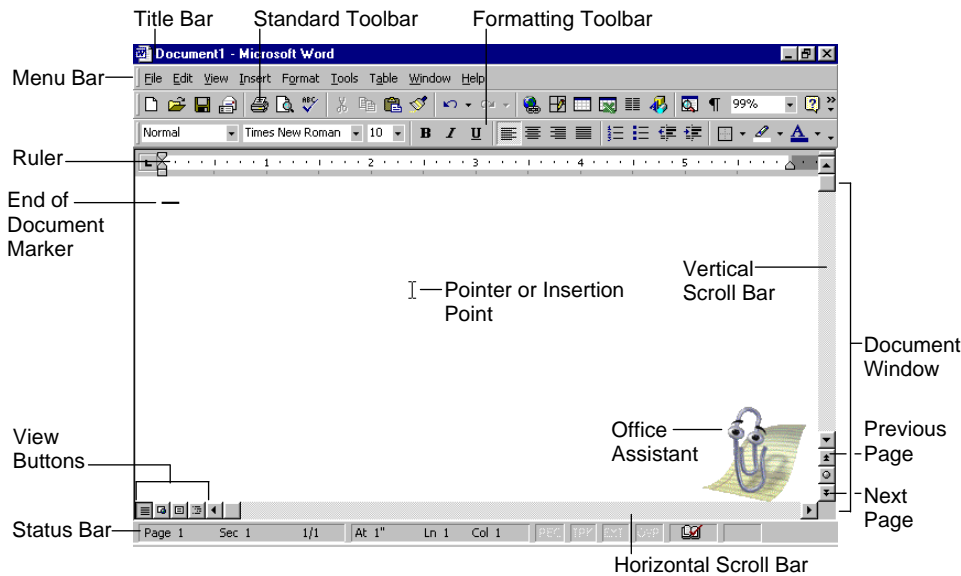 Title Bar Standard Toolbar Formatting Toolbar
Document1 - Microsoft Word
Menu Bar
File Edit View Insert Format Tools Table Window Help
ABC 99%
Normal Times New Roman 10 B I U A
Ruler
1 2 3 4 5
End of
Document
Marker
Vertical
Scroll Bar
Pointer or Insertion
Point
Document
Window
Office
Assistant
Previous
Page
View
Buttons
Next
Page
Status Bar
Page 1 Sec 1 1/1 At 1" Ln 1 Col 1 REC TRK EXT OVR
Horizontal Scroll Bar